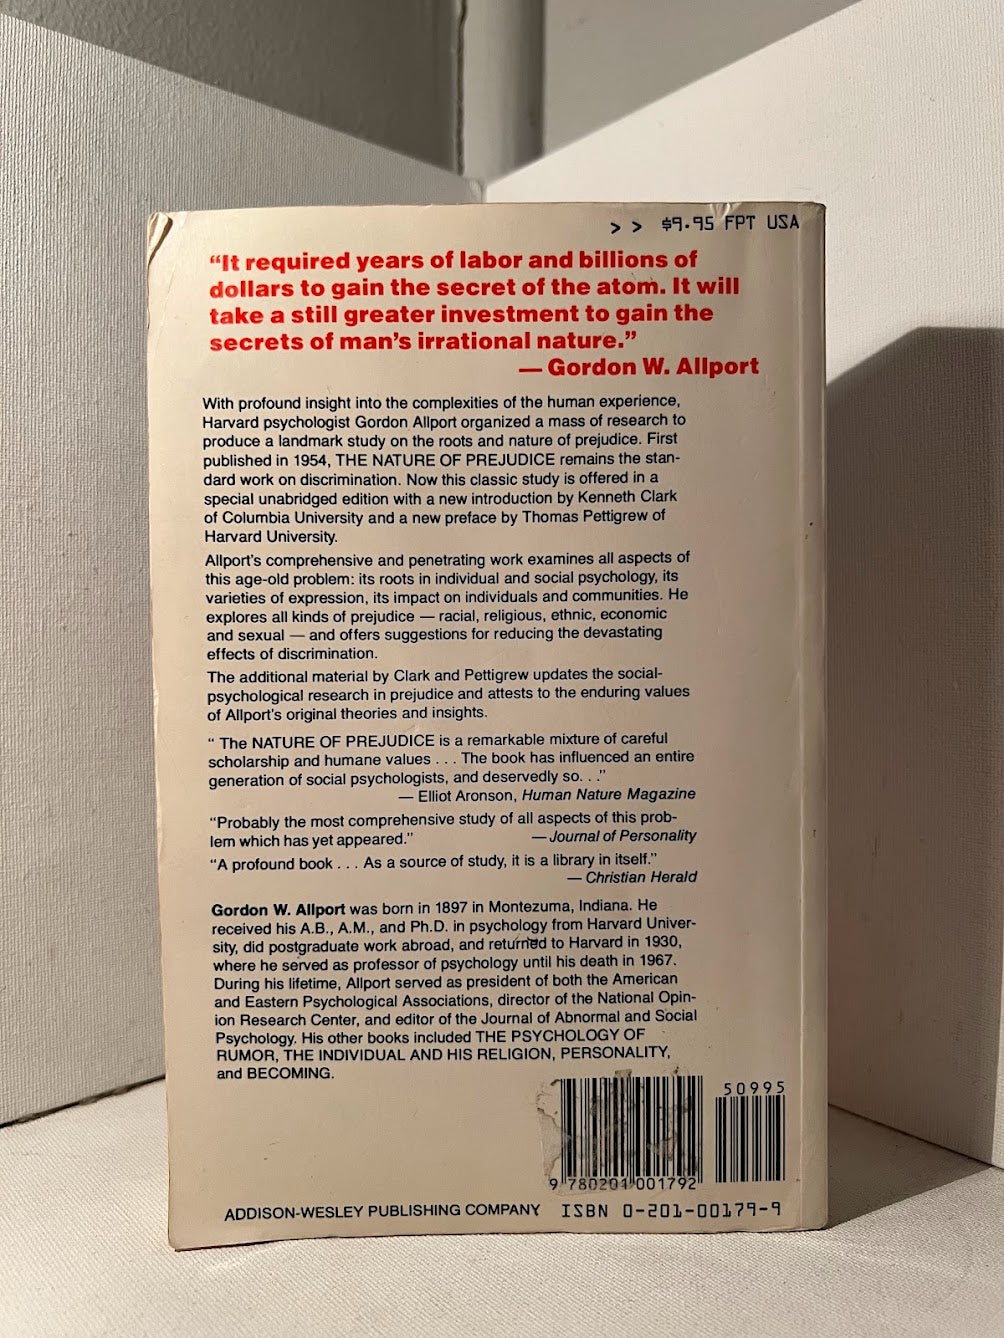 > > $9.95 FPT USA
“It required years of labor and billions of
dollars to gain the secret of the atom. It will
take a still greater investment to gain the
secrets of man’s irrational nature.”
— Gordon W. Allport
With profound insight into the complexities of the human experience,
Harvard psychologist Gordon Allport organized a mass of research to
produce a landmark study on the roots and nature of prejudice. First
published in 1954, THE NATURE OF PREJUDICE remains the stan-
dard work on discrimination. Now this classic study is offered in a
special unabridged edition with a new introduction by Kenneth Clark
of Columbia University and a new preface by Thomas Pettigrew of
Harvard University.
Allport's comprehensive and penetrating work examines all aspects of
this age-old problem: its roots in individual and social psychology, its
varieties of expression, its impact on individuals and communities. He
explores all kinds of prejudice — racial, religious, ethnic, economic
and sexual — and offers suggestions for reducing the devastating
effects of discrimination.
The additional material by Clark and Pettigrew updates the social-
psychological research in prejudice and attests to the enduring values
of Allport's original theories and insights.
“ The NATURE OF PREJUDICE is a remarkable mixture of careful
scholarship and humane values . . . The book has influenced an entire
generation of social psychologists, and deservedly so. . .”
— Elliot Aronson, Human Nature Magazine
“Probably the most comprehensive study of all aspects of this prob-
lem which has yet appeared.” — Journal of Personality
“A profound book . . . As a source of study, it is a library in itself.”
— Christian Herald
Gordon W. Allport was born in 1897 in Montezuma, Indiana. He
received his A.B., A.M., and Ph.D. in psychology from Harvard Univer-
sity, did postgraduate work abroad, and returned to Harvard in 1930,
where he served as professor of psychology until his death in 1967.
During his lifetime, Allport served as president of both the American
and Eastern Psychological Associations, director of the National Opin-
ion Research Center, and editor of the Journal of Abnormal and Social
Psychology. His other books included THE PSYCHOLOGY OF
RUMOR, THE INDIVIDUAL AND HIS RELIGION, PERSONALITY,
and BECOMING.
50995
9 780201 001792
ADDISON-WESLEY PUBLISHING COMPANY ISBN 0-201-00179-9